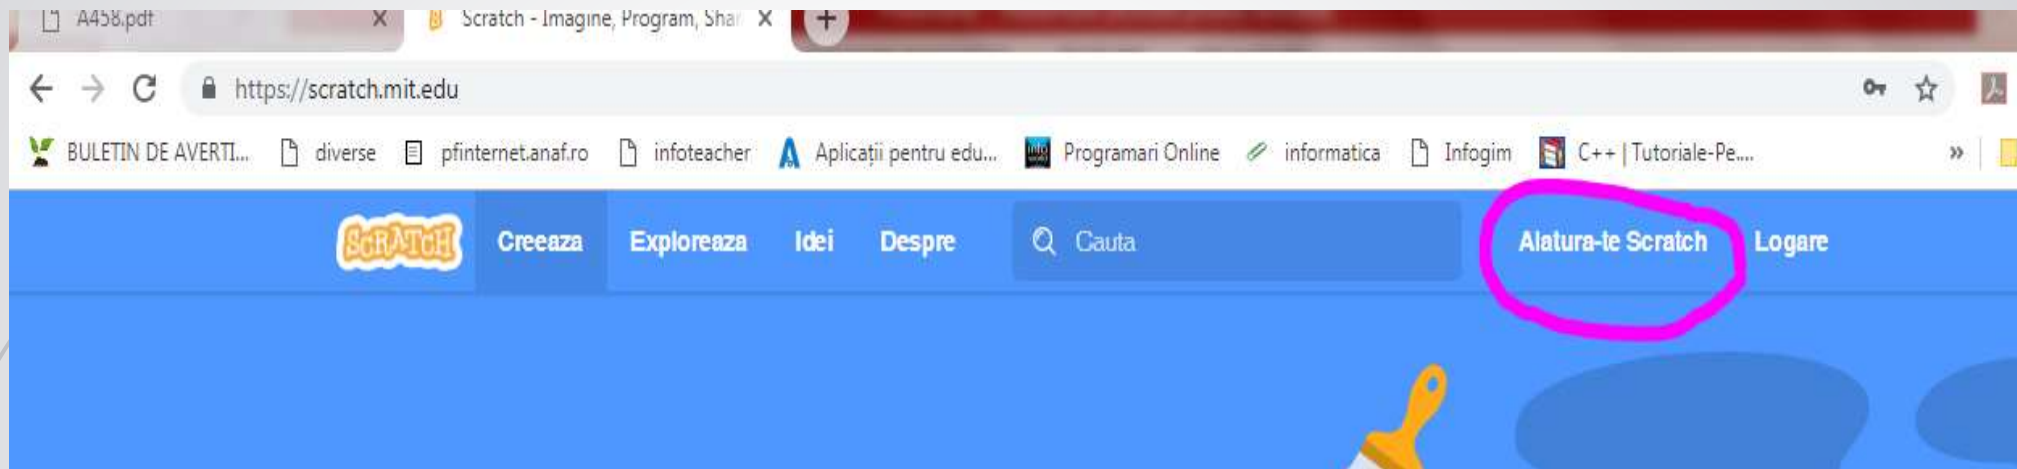 A458.pdf Scratch - Imagine, Program, Shar
https://scratch.mit.edu
BULETIN DE AVERTI... diverse pfinternet.anaf.ro infoteacher Aplicații pentru edu... Programari Online informatica Infogim C++ | Tutoriale-Pe....
SCRATCH Creeaza Exploreaza Idei Despre Cauta Alatura-te Scratch Logare